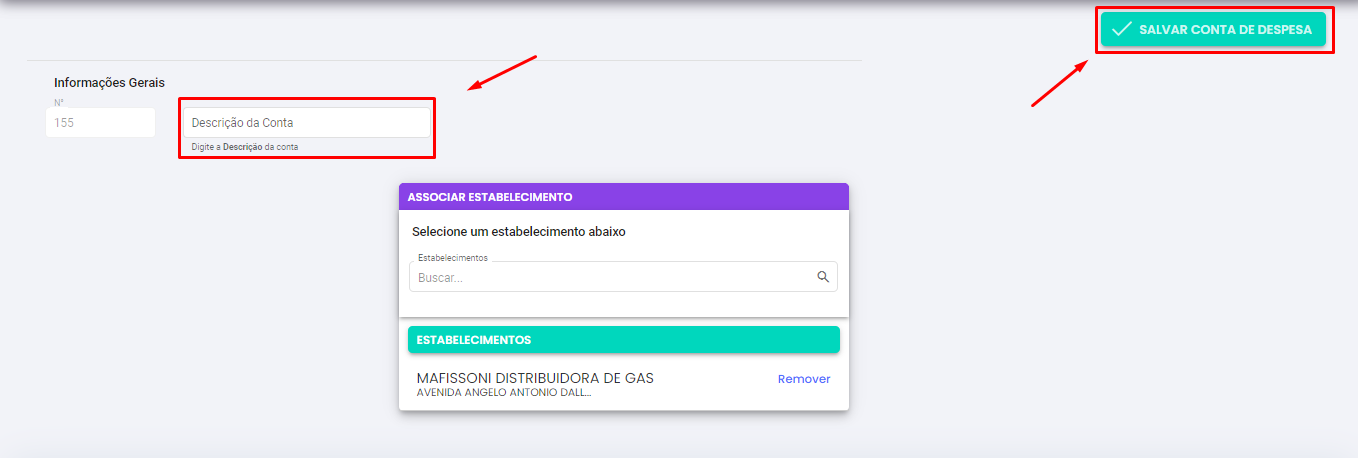 SALVAR CONTA DE DESPESA
Informações Gerais
N°
155
Descrição da Conta
Digite a Descrição da conta
ASSOCIAR ESTABELECIMENTO
Selecione um estabelecimento abaixo
Estabelecimentos
Buscar...
ESTABELECIMENTOS
MAFISSONI DISTRIBUIDORA DE GAS
Remover
AVENIDA ANGELO ANTONIO DALL...